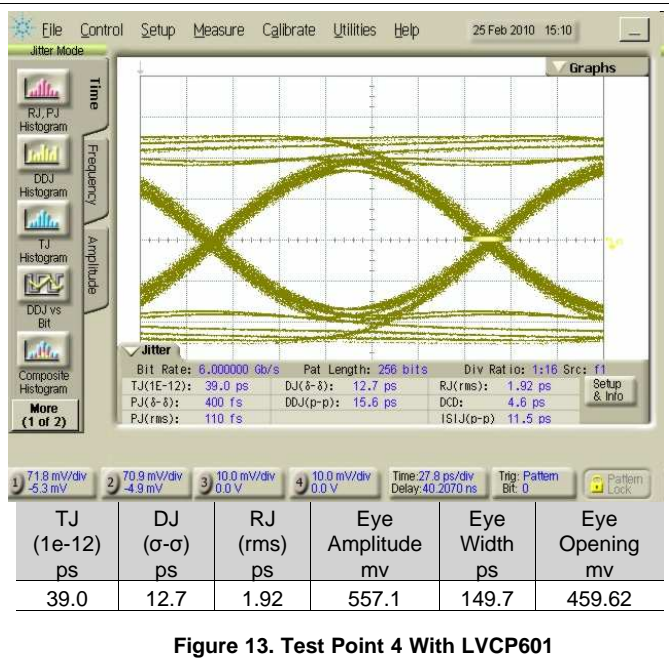 File Control Setup Measure Calibrate Utilities Help 25 Feb 2010 15:10
Jitter Mode
Graphs
Time
Frequency
Amplitude
RJ, PJ
Histogram
DDJ
Histogram
TJ
Histogram
DDJ vs
Bit
Composite
Histogram
More
(1 of 2)
Jitter
Bit Rate: 6.000000 Gb/s Pat Length: 256 bits Div Ratio: 1:16 Src: f1
TJ(1E-12): 39.0 ps DJ(δ-δ): 12.7 ps RJ(rms): 1.92 ps
PJ(δ-δ): 400 fs DDJ(p-p): 15.6 ps DCD: 4.6 ps
PJ(rms): 110 fs ISIJ(p-p) 11.5 ps
Setup
& Info
1) 71.8 mV/div 2) 70.9 mV/div 3) 10.0 mV/div 4) 10.0 mV/div Time:27.8 ps/div Trig: Pattern Pattern
-5.3 mV -4.9 mV 0.0 V 0.0 V Delay:40.2070 ns Bit: 0 Lock
TJ DJ RJ Eye Eye Eye
(1e-12) (σ-σ) (rms) Amplitude Width Opening
ps ps ps mv ps mv
39.0 12.7 1.92 557.1 149.7 459.62
Figure 13. Test Point 4 With LVCP601